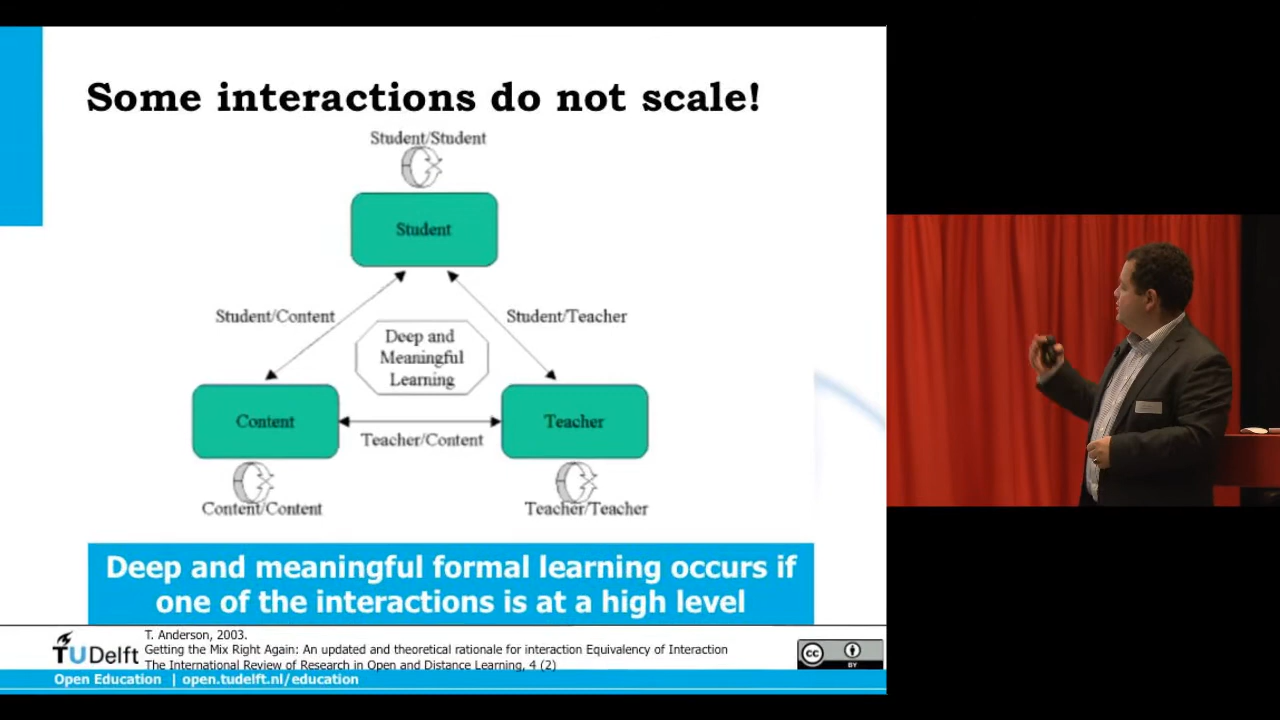 Some interactions do not scale!
Student/Student
Student
Student/Content
Student/Teacher
Deep and
Meaningful
Learning
Content
Teacher
Teacher/Content
Content/Content
Teacher/Teacher
Deep and meaningful formal learning occurs if
one of the interactions is at a high level
T. Anderson, 2003.
Getting the Mix Right Again: An updated and theoretical rationale for interaction Equivalency of Interaction
The International Review of Research in Open and Distance Learning, 4 (2)
TU Delft
cc
BY
Open Education | open.tudelft.nl/education